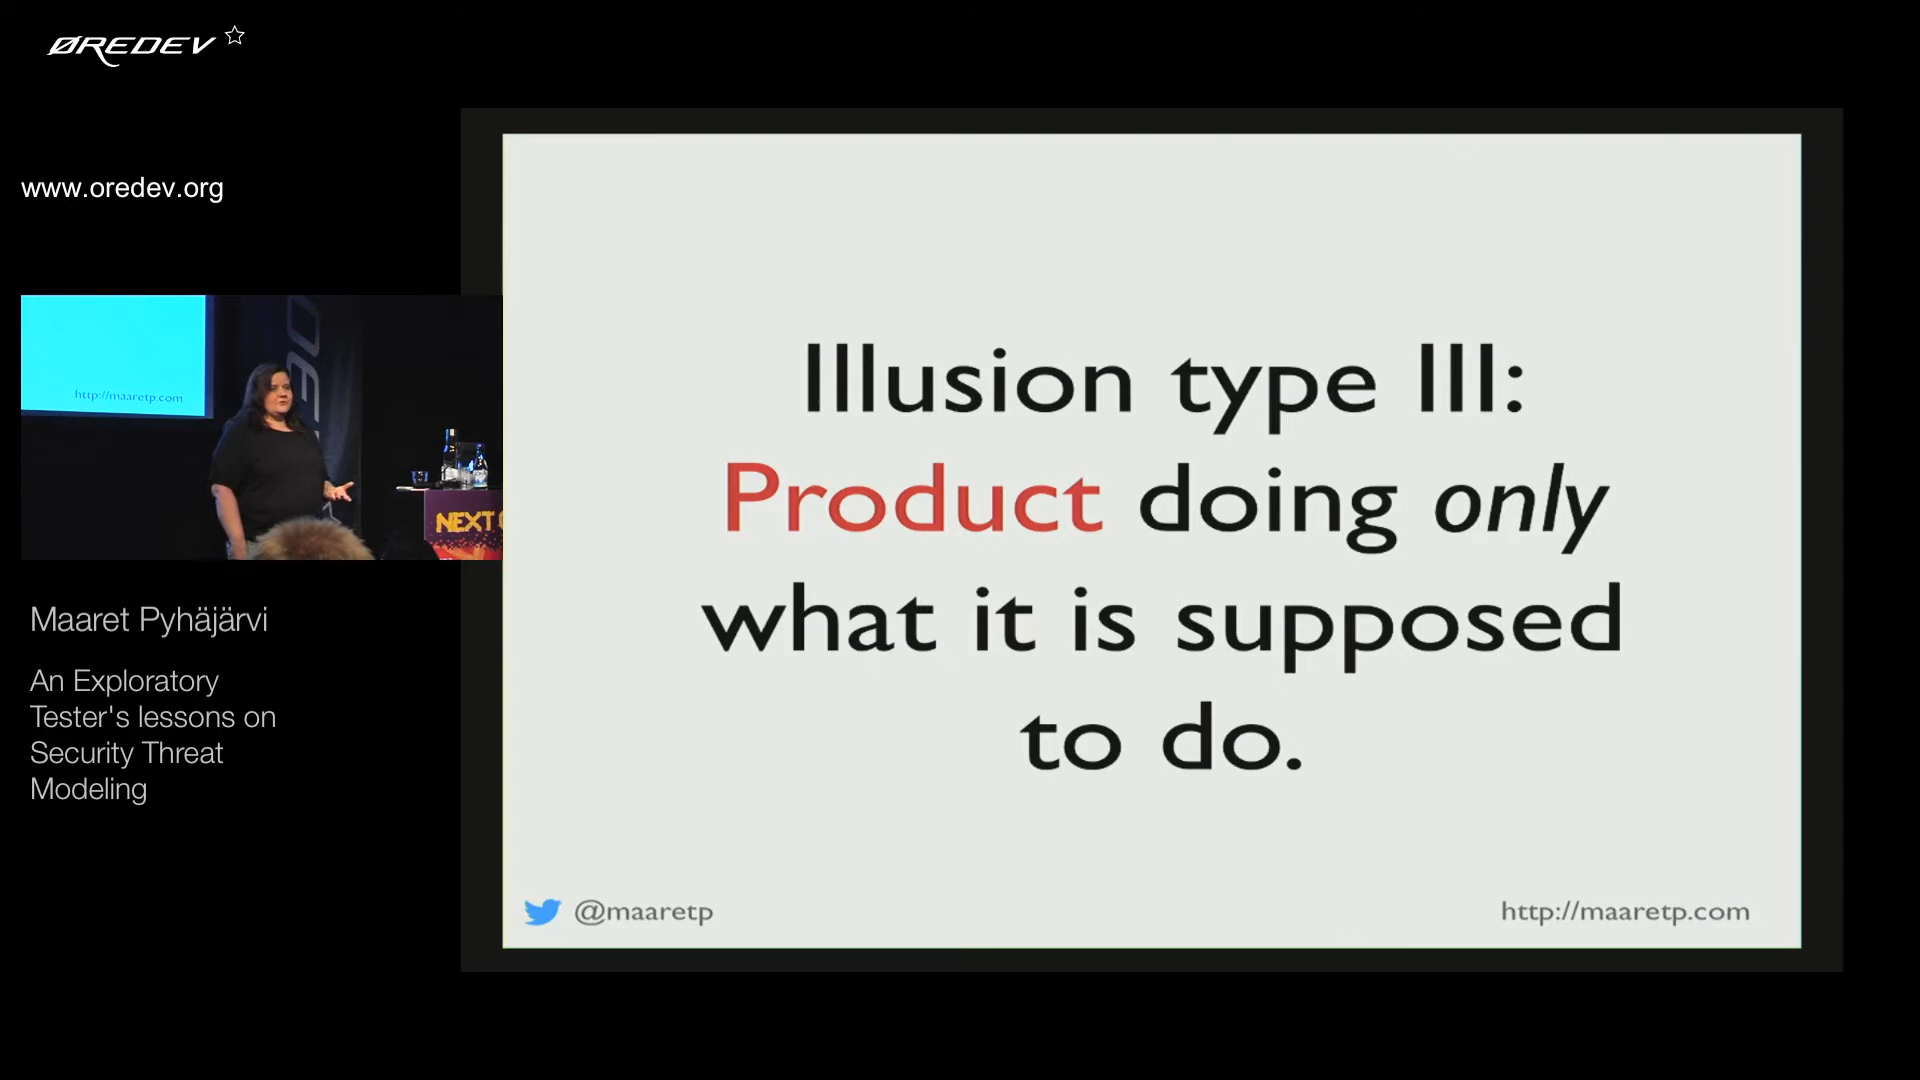 ØREDEV
www.oredev.org
http://maaretp.com
NEXT
Maaret Pyhäjärvi
An Exploratory
Tester's lessons on
Security Threat
Modeling
Illusion type III:
Product doing only
what it is supposed
to do.
@maaretp
http://maaretp.com